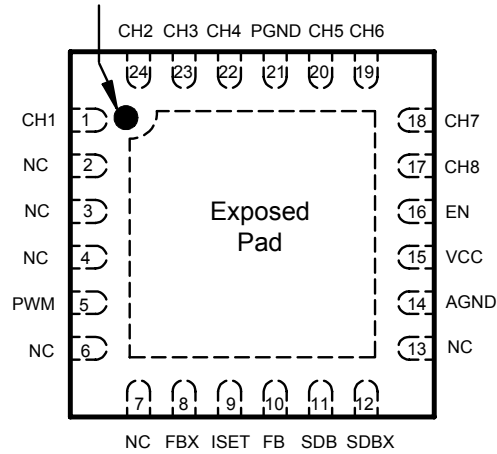 CH2 CH3 CH4 PGND CH5 CH6
24 23 22 21 20 19
CH1 1 18 CH7
NC 2 17 CH8
NC 3 Exposed 16 EN
NC 4 Pad 15 VCC
PWM 5 14 AGND
NC 6 13 NC
7 8 9 10 11 12
NC FBX ISET FB SDB SDBX